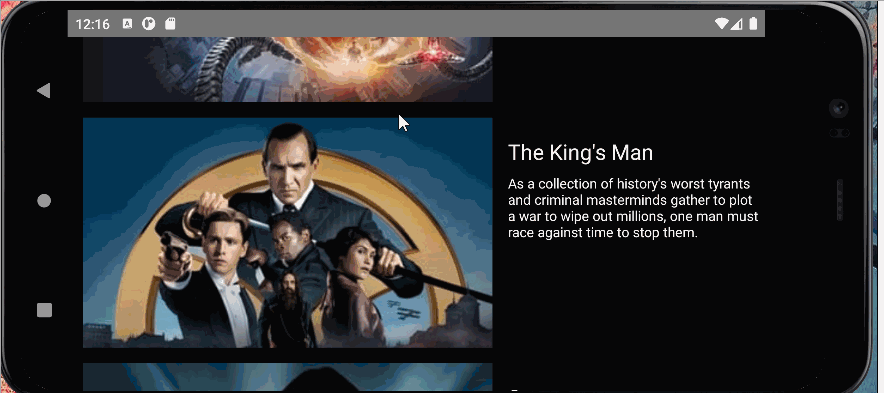 12:16
The King's Man
As a collection of history's worst tyrants
and criminal masterminds gather to plot
a war to wipe out millions, one man must
race against time to stop them.